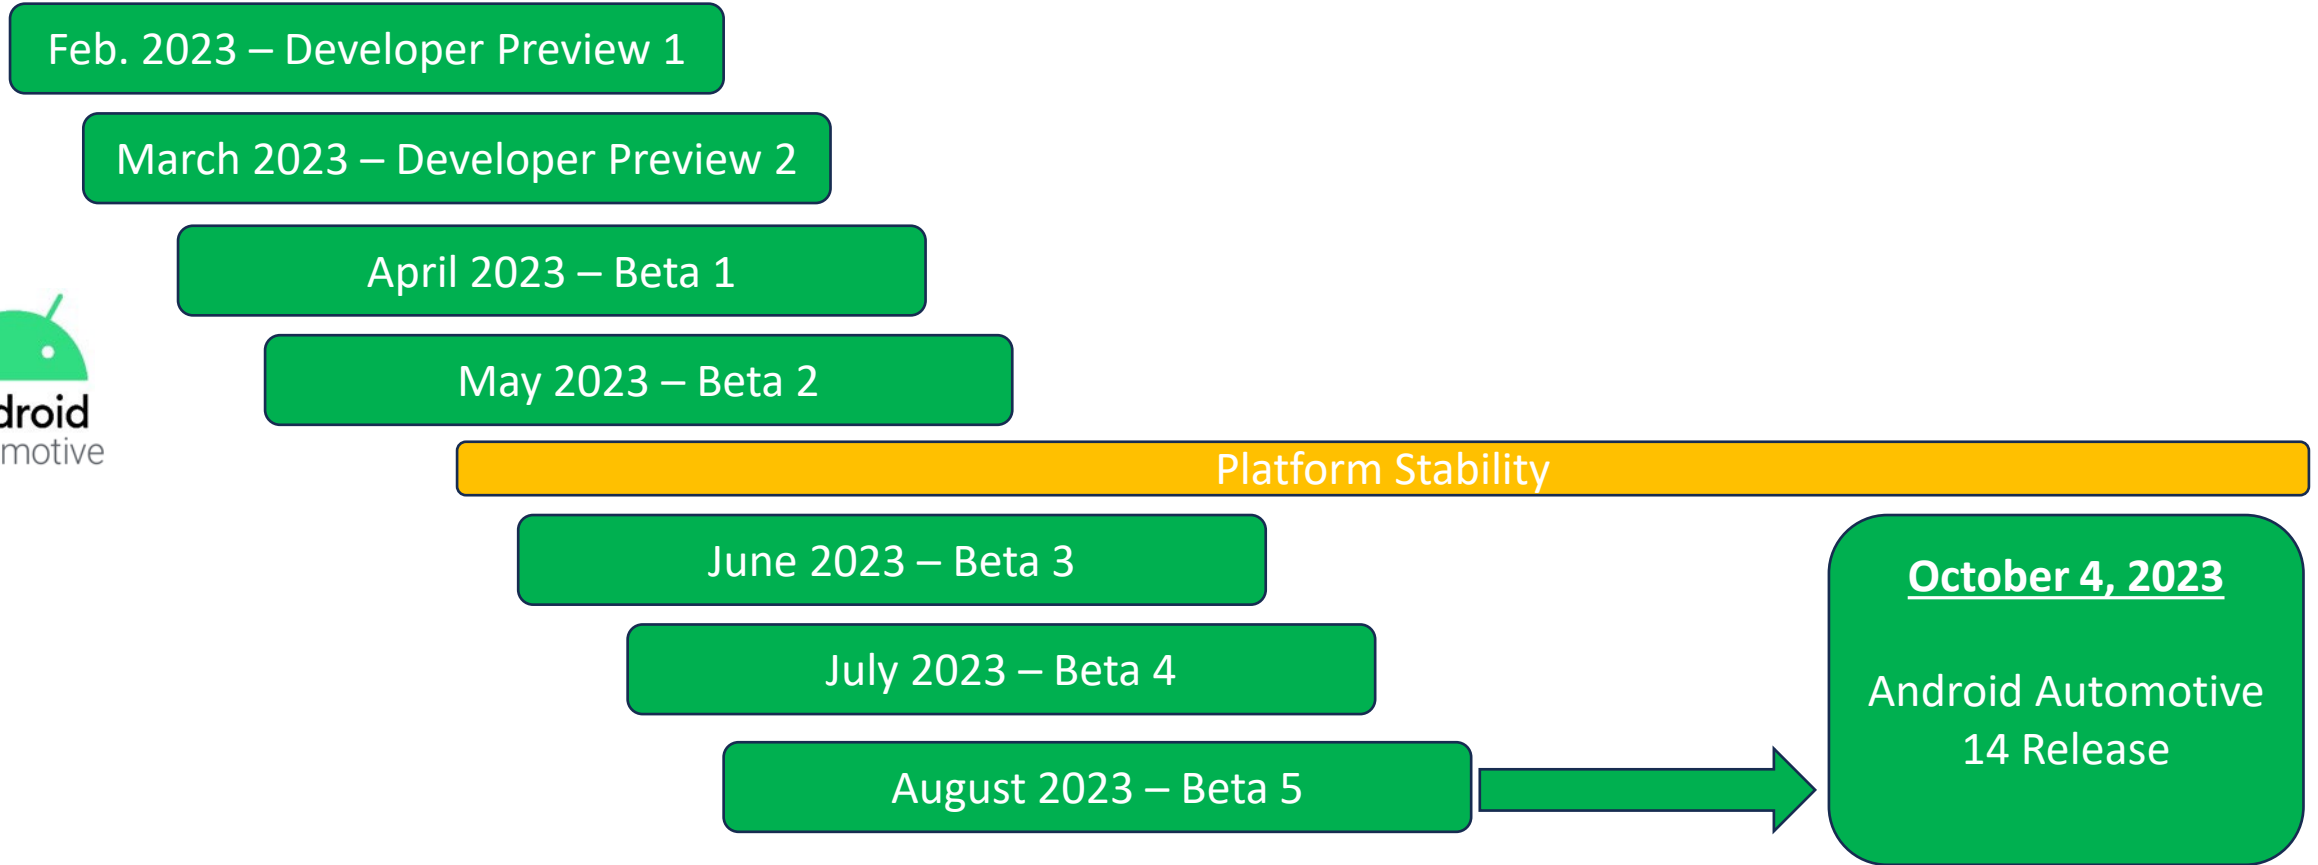 Feb. 2023 – Developer Preview 1
March 2023 – Developer Preview 2
April 2023 – Beta 1
May 2023 – Beta 2
droid
motive
Platform Stability
June 2023 – Beta 3
July 2023 – Beta 4
August 2023 – Beta 5
October 4, 2023
Android Automotive
14 Release